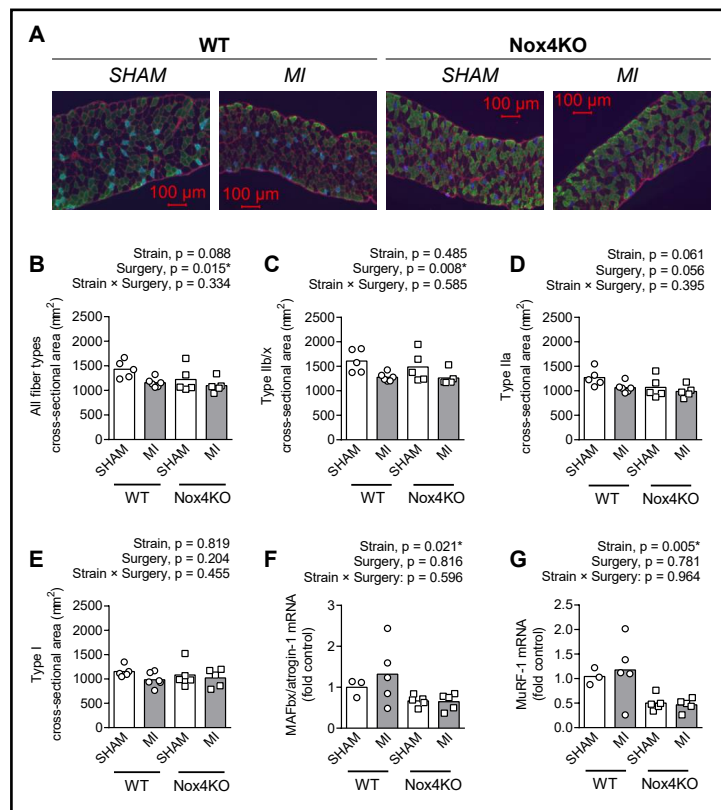 A
WT
Nox4KO
SHAM
MI
SHAM
MI
100 µm
100 µm
100 µm
100 µm
B
Strain, p = 0.088
Surgery, p = 0.015*
Strain × Surgery, p = 0.334
All fiber types
cross-sectional area (mm²)
2500
2000
1500
1000
500
0
SHAM
MI
SHAM
MI
WT
Nox4KO
C
Strain, p = 0.485
Surgery, p = 0.008*
Strain × Surgery, p = 0.585
Type IIb/x
cross-sectional area (mm²)
2500
2000
1500
1000
500
0
SHAM
MI
SHAM
MI
WT
Nox4KO
D
Strain, p = 0.061
Surgery, p = 0.056
Strain × Surgery, p = 0.395
Type IIa
cross-sectional area (mm²)
2500
2000
1500
1000
500
0
SHAM
MI
SHAM
MI
WT
Nox4KO
E
Strain, p = 0.819
Surgery, p = 0.204
Strain × Surgery, p = 0.455
Type I
cross-sectional area (mm²)
2500
2000
1500
1000
500
0
SHAM
MI
SHAM
MI
WT
Nox4KO
F
Strain, p = 0.021*
Surgery, p = 0.816
Strain × Surgery: p = 0.596
MAFbx/atrogin-1 mRNA
(fold control)
3
2
1
0
SHAM
MI
SHAM
MI
WT
Nox4KO
G
Strain, p = 0.005*
Surgery, p = 0.781
Strain × Surgery: p = 0.964
MuRF-1 mRNA
(fold control)
2.5
2.0
1.5
1.0
0.5
0.0
SHAM
MI
SHAM
MI
WT
Nox4KO